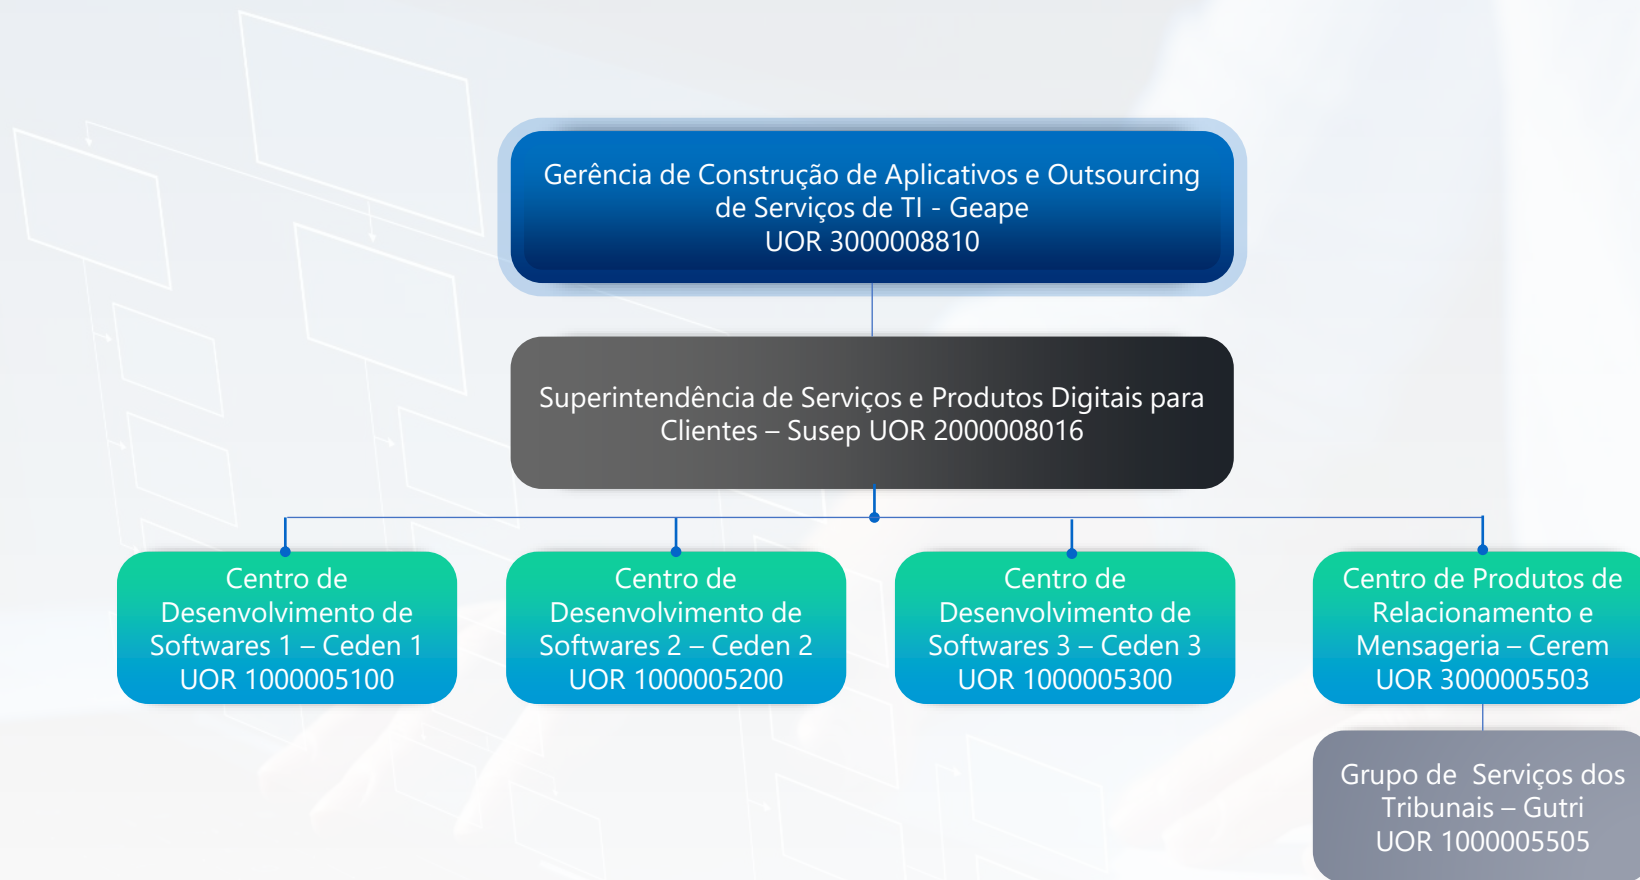 Gerência de Construção de Aplicativos e Outsourcing
de Serviços de TI - Geape
UOR 3000008810
Superintendência de Serviços e Produtos Digitais para
Clientes – Susep UOR 2000008016
Centro de
Desenvolvimento de
Softwares 1 – Ceden 1
UOR 1000005100
Centro de
Desenvolvimento de
Softwares 2 – Ceden 2
UOR 1000005200
Centro de
Desenvolvimento de
Softwares 3 – Ceden 3
UOR 1000005300
Centro de Produtos de
Relacionamento e
Mensageria – Cerem
UOR 3000005503
Grupo de  Serviços dos
Tribunais – Gutri
UOR 1000005505